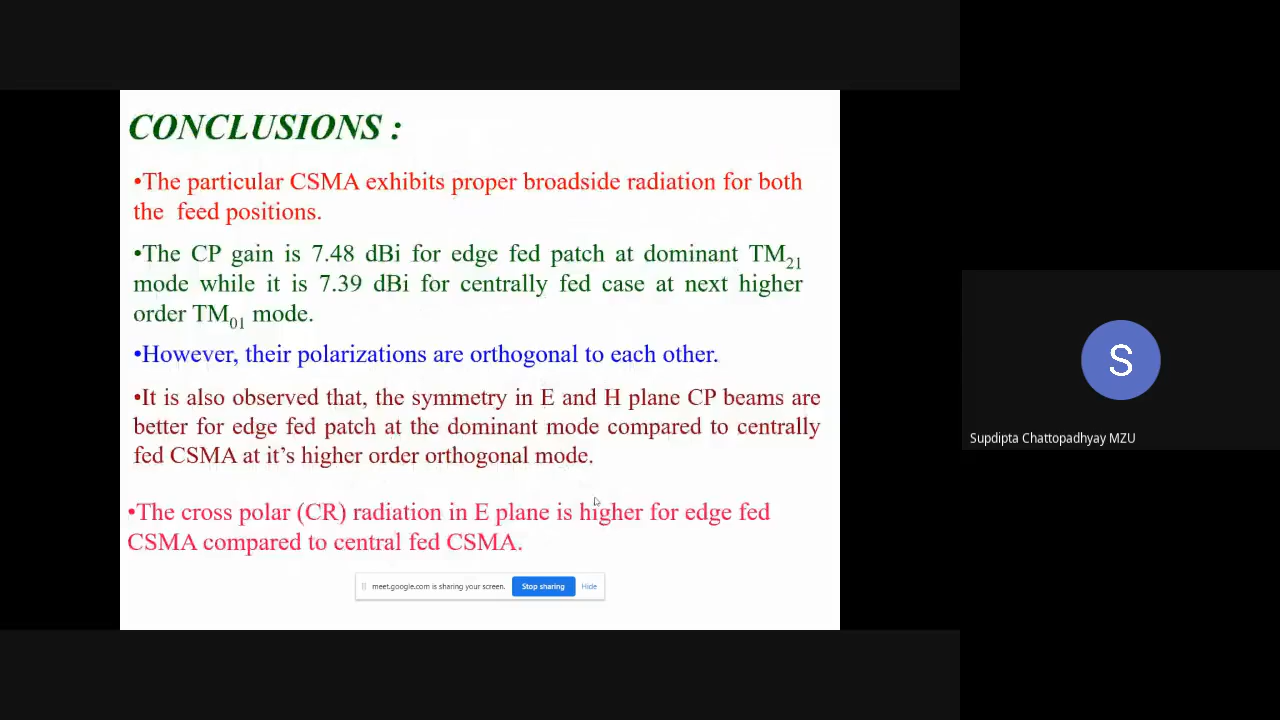 CONCLUSIONS :
•The particular CSMA exhibits proper broadside radiation for both
the feed positions.
•The CP gain is 7.48 dBi for edge fed patch at dominant TM21
mode while it is 7.39 dBi for centrally fed case at next higher
order TM01 mode.
•However, their polarizations are orthogonal to each other.
•It is also observed that, the symmetry in E and H plane CP beams are
better for edge fed patch at the dominant mode compared to centrally
fed CSMA at it's higher order orthogonal mode.
•The cross polar (CR) radiation in E plane is higher for edge fed
CSMA compared to central fed CSMA.
meet.google.com is sharing your screen. Stop sharing Hide
S
Supdipta Chattopadhyay MZU